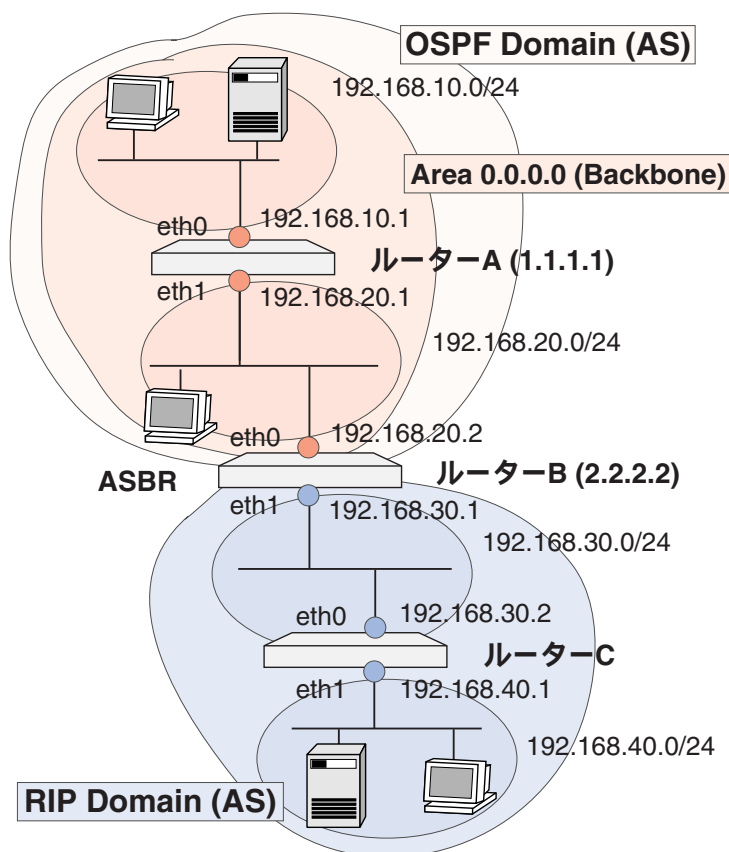 OSPF Domain (AS)
192.168.10.0/24
Area 0.0.0.0 (Backbone)
eth0
192.168.10.1
ルーターA (1.1.1.1)
eth1
192.168.20.1
192.168.20.0/24
eth0
192.168.20.2
ASBR
ルーターB (2.2.2.2)
eth1
192.168.30.1
192.168.30.0/24
eth0
192.168.30.2
ルーターC
eth1
192.168.40.1
192.168.40.0/24
RIP Domain (AS)